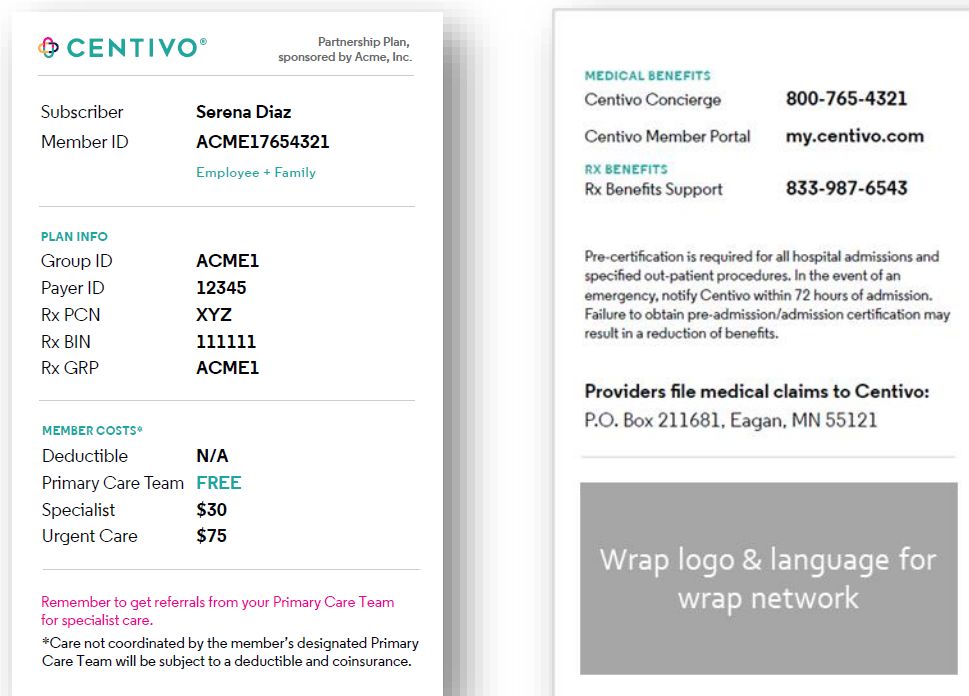 CENTIVO®
Partnership Plan,
sponsored by Acme, Inc.
Subscriber Serena Diaz
Member ID ACME17654321
Employee + Family
PLAN INFO
Group ID ACME1
Payer ID 12345
Rx PCN XYZ
Rx BIN 111111
Rx GRP ACME1
MEMBER COSTS*
Deductible N/A
Primary Care Team FREE
Specialist $30
Urgent Care $75
Remember to get referrals from your Primary Care Team
for specialist care.
*Care not coordinated by the member's designated Primary
Care Team will be subject to a deductible and coinsurance.
MEDICAL BENEFITS
Centivo Concierge 800-765-4321
Centivo Member Portal my.centivo.com
RX BENEFITS
Rx Benefits Support 833-987-6543
Pre-certification is required for all hospital admissions and
specified out-patient procedures. In the event of an
emergency, notify Centivo within 72 hours of admission.
Failure to obtain pre-admission/admission certification may
result in a reduction of benefits.
Providers file medical claims to Centivo:
P.O. Box 211681, Eagan, MN 55121
Wrap logo & language for
wrap network